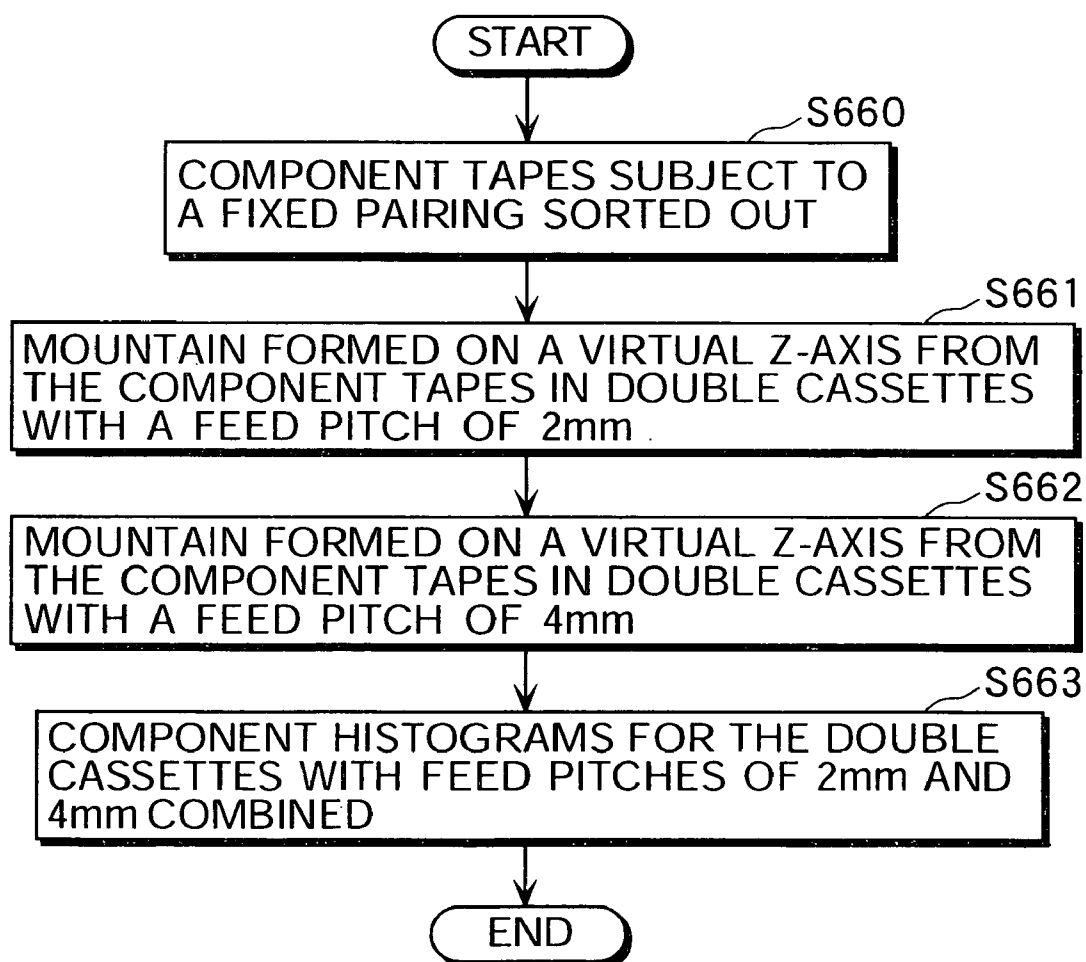 START
S660
COMPONENT TAPES SUBJECT TO
A FIXED PAIRING SORTED OUT
S661
MOUNTAIN FORMED ON A VIRTUAL Z-AXIS FROM
THE COMPONENT TAPES IN DOUBLE CASSETTES
WITH A FEED PITCH OF 2mm
S662
MOUNTAIN FORMED ON A VIRTUAL Z-AXIS FROM
THE COMPONENT TAPES IN DOUBLE CASSETTES
WITH A FEED PITCH OF 4mm
S663
COMPONENT HISTOGRAMS FOR THE DOUBLE
CASSETTES WITH FEED PITCHES OF 2mm AND
4mm COMBINED
END